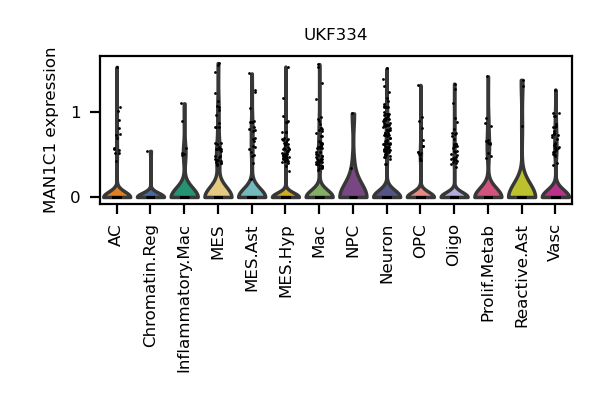 UKF334
MAN1C1 expression
1
0
AC
Chromatin.Reg
Inflammatory.Mac
MES
MES.Ast
MES.Hyp
Mac
NPC
Neuron
OPC
Oligo
Prolif.Metab
Reactive.Ast
Vasc